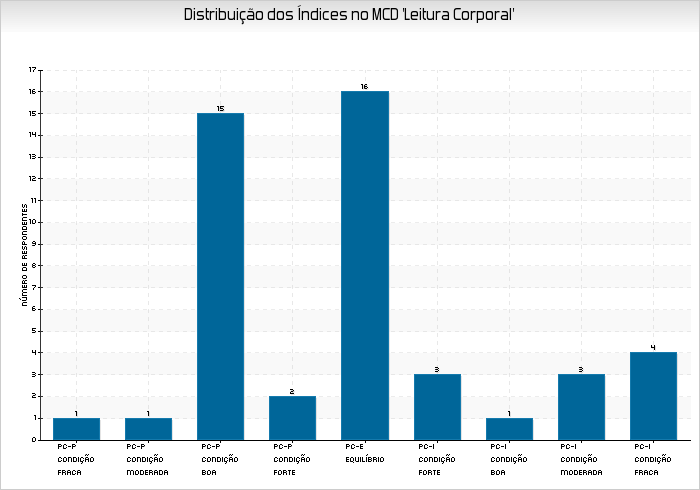 Distribuição dos Índices no MCD 'Leitura Corporal'
NÚMERO DE RESPONDENTES
17
16
15
14
13
12
11
10
9
8
7
6
5
4
3
2
1
0
1
1
15
2
16
3
1
3
4
PC-P
CONDIÇÃO
FRACA
PC-P
CONDIÇÃO
MODERADA
PC-P
CONDIÇÃO
BOA
PC-P
CONDIÇÃO
FORTE
PC-E
EQUILÍBRIO
PC-I
CONDIÇÃO
FORTE
PC-I
CONDIÇÃO
BOA
PC-I
CONDIÇÃO
MODERADA
PC-I
CONDIÇÃO
FRACA